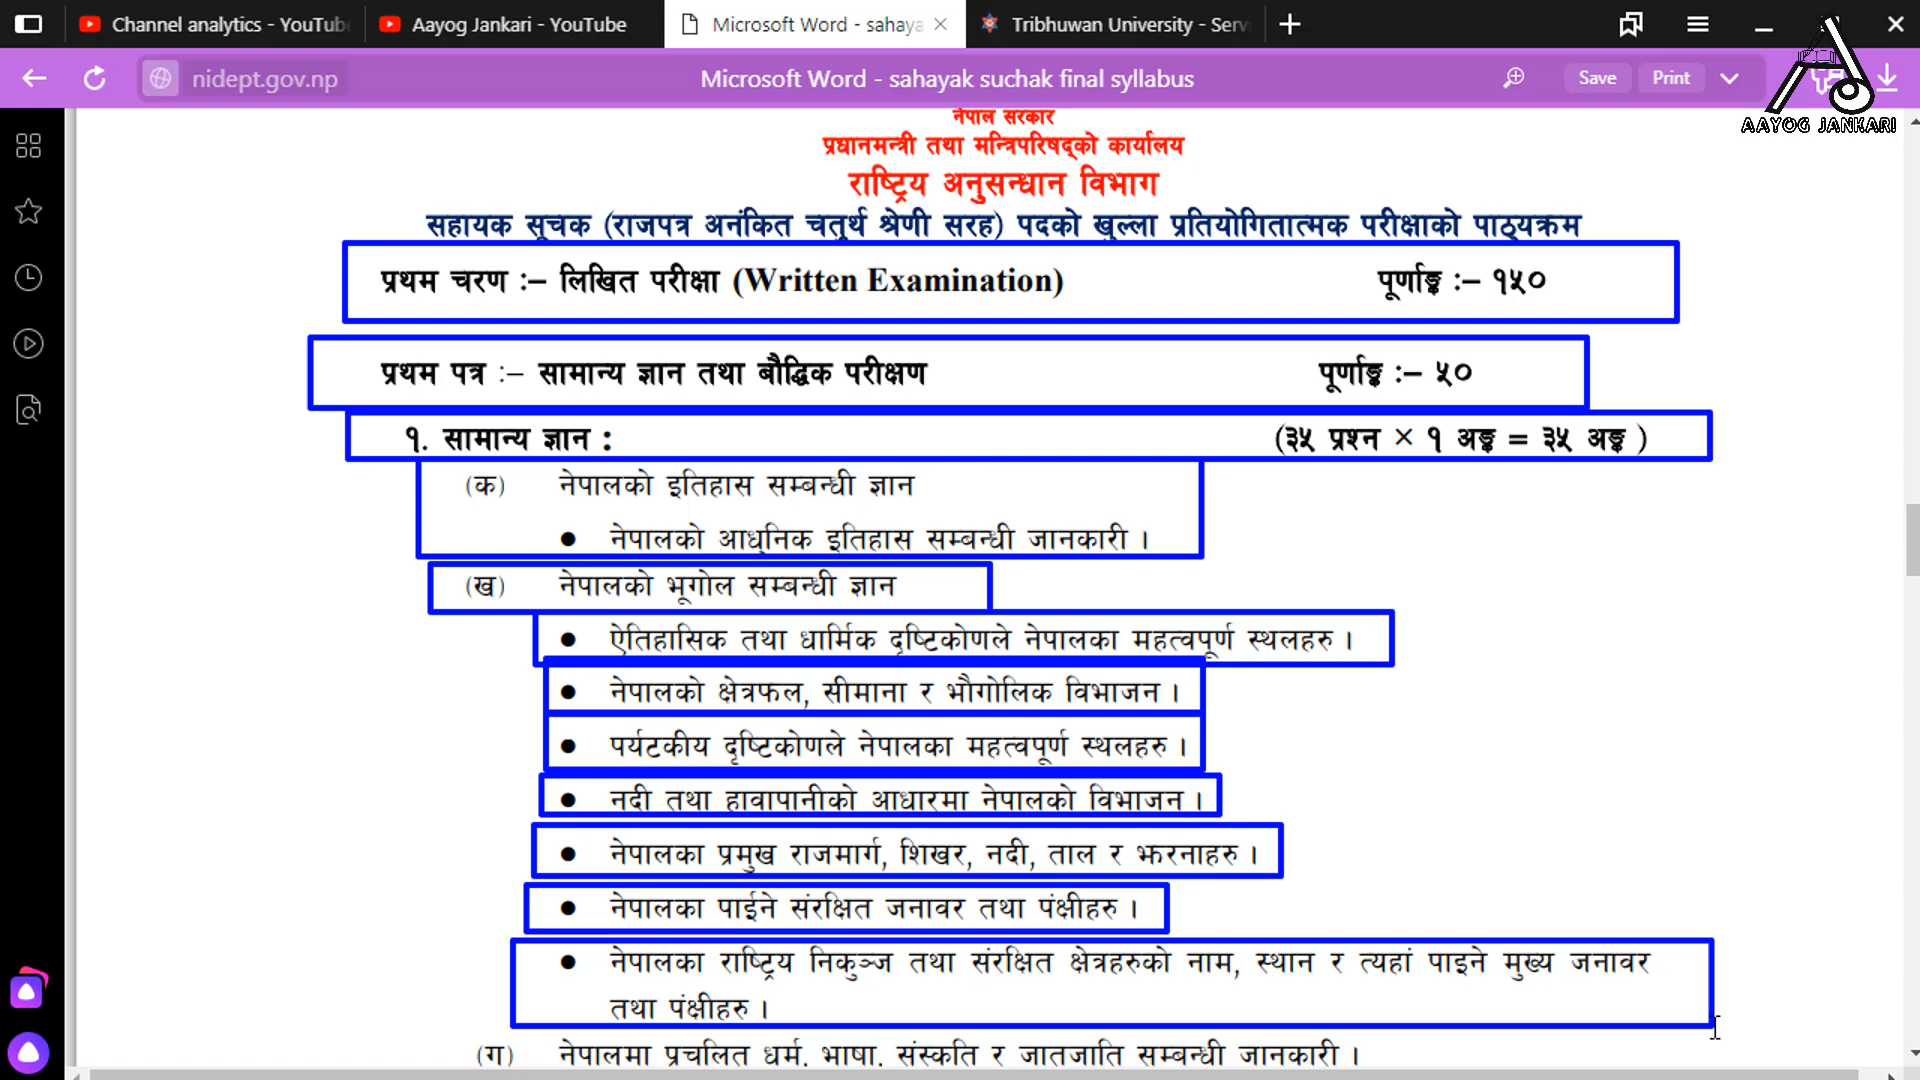 Channel analytics - YouTub
Aayog Jankari - YouTube
Microsoft Word - sahaya
Tribhuwan University - Serv
nidept.gov.np
Microsoft Word - sahayak suchak final syllabus
Save
Print
AAYOG JANKARI
नेपाल सरकार
प्रधानमन्त्री तथा मन्त्रिपरिषद्को कार्यालय
राष्ट्रिय अनुसन्धान विभाग
सहायक सूचक (राजपत्र अनंकित चतुर्थ श्रेणी सरह) पदको खुल्ला प्रतियोगितात्मक परीक्षाको पाठ्यक्रम
प्रथम चरण :– लिखित परीक्षा (Written Examination) पूर्णाङ्क :– १५०
प्रथम पत्र :– सामान्य ज्ञान तथा बौद्धिक परीक्षण पूर्णाङ्क :– ५०
१. सामान्य ज्ञान : (३५ प्रश्न × १ अङ्क = ३५ अङ्क )
(क) नेपालको इतिहास सम्बन्धी ज्ञान
● नेपालको आधुनिक इतिहास सम्बन्धी जानकारी ।
(ख) नेपालको भूगोल सम्बन्धी ज्ञान
● ऐतिहासिक तथा धार्मिक दृष्टिकोणले नेपालका महत्वपूर्ण स्थलहरु ।
● नेपालको क्षेत्रफल, सीमाना र भौगोलिक विभाजन ।
● पर्यटकीय दृष्टिकोणले नेपालका महत्वपूर्ण स्थलहरु ।
● नदी तथा हावापानीको आधारमा नेपालको विभाजन ।
● नेपालका प्रमुख राजमार्ग, शिखर, नदी, ताल र झरनाहरु ।
● नेपालका पाईने संरक्षित जनावर तथा पंक्षीहरु ।
● नेपालका राष्ट्रिय निकुञ्ज तथा संरक्षित क्षेत्रहरुको नाम, स्थान र त्यहां पाइने मुख्य जनावर
तथा पंक्षीहरु ।
(ग) नेपालमा प्रचलित धर्म, भाषा, संस्कृति र जातजाति सम्बन्धी जानकारी ।